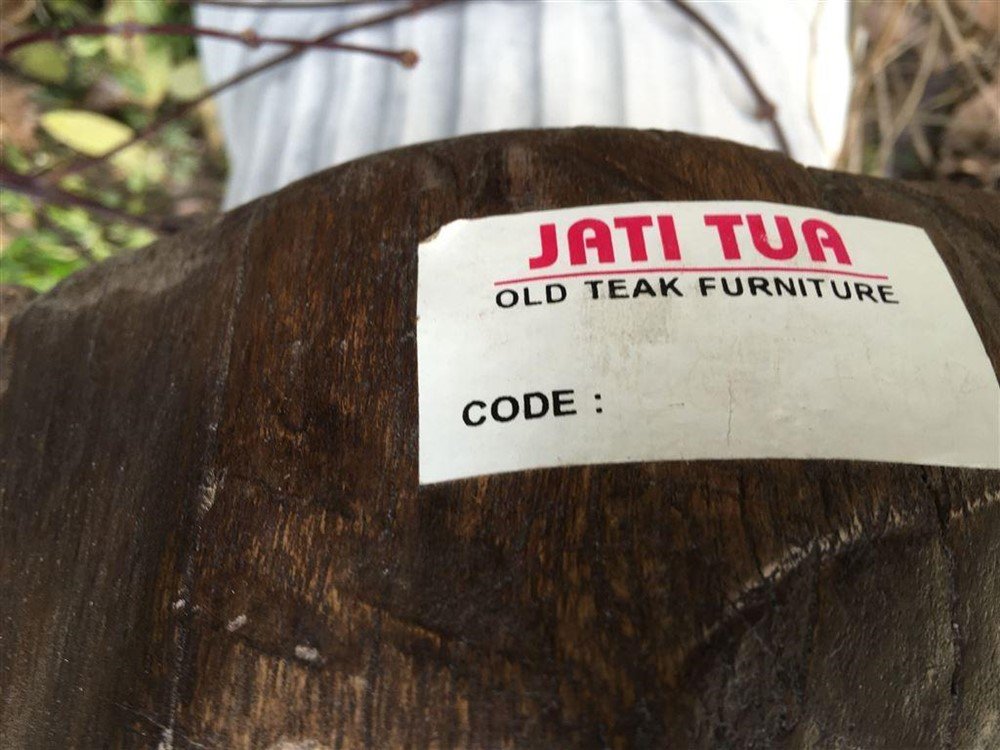 JATI TUA
OLD TEAK FURNITURE
CODE :